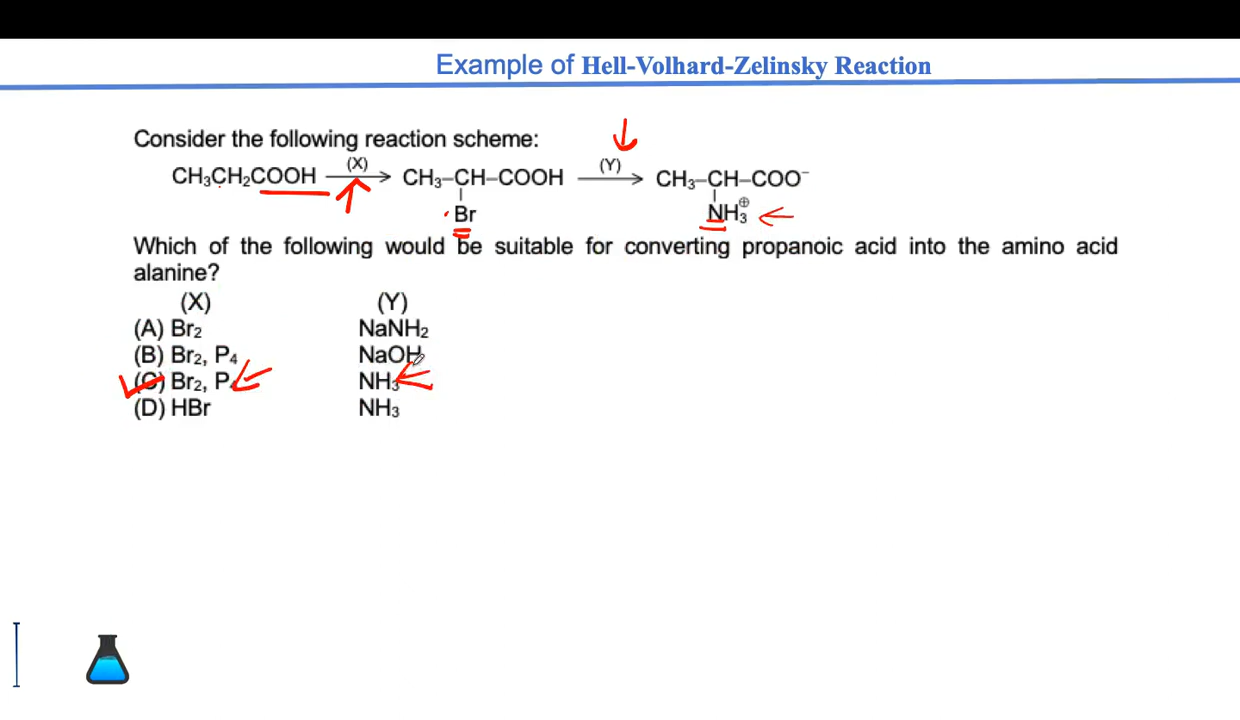 Example of Hell-Volhard-Zelinsky Reaction
Consider the following reaction scheme:
(X) (Y)
CH₃CH₂COOH → CH₃–CH–COOH → CH₃–CH–COO⁻
Br NH₃⊕
Which of the following would be suitable for converting propanoic acid into the amino acid
alanine?
(X) (Y)
(A) Br₂ NaNH₂
(B) Br₂, P₄ NaOH
(C) Br₂, P NH₃
(D) HBr NH₃